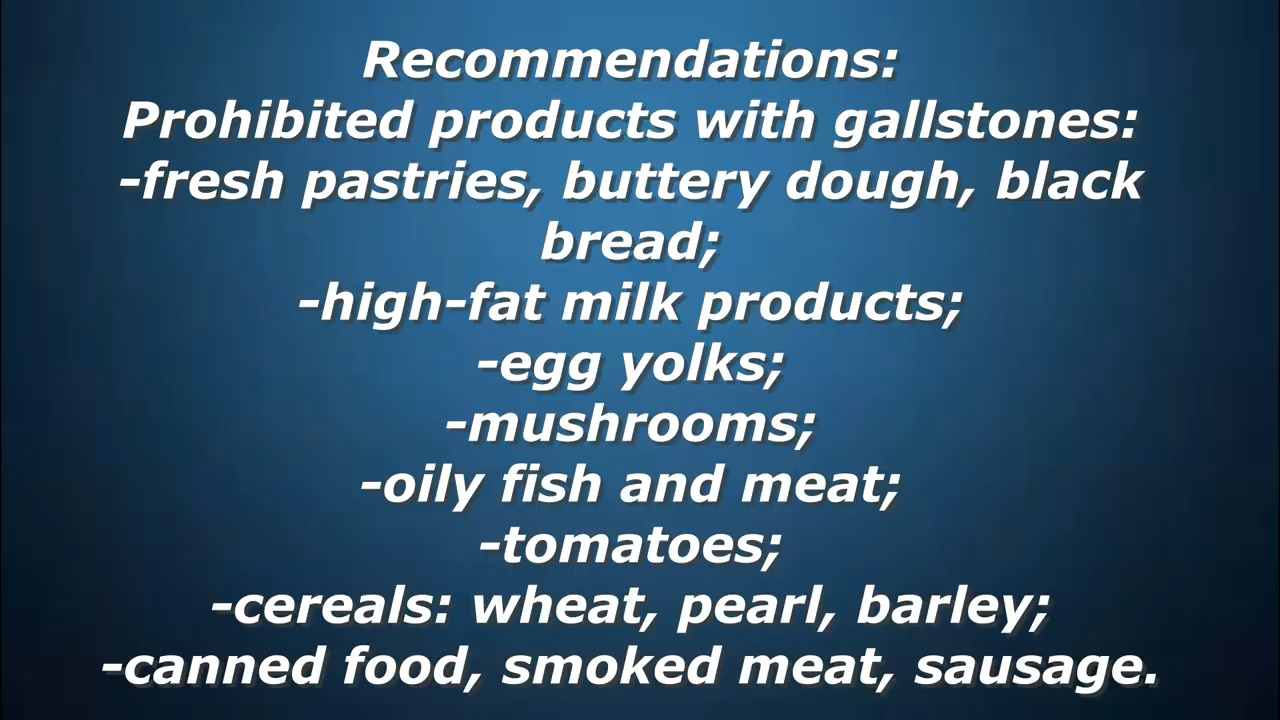 Recommendations:
Prohibited products with gallstones:
-fresh pastries, buttery dough, black
bread;
-high-fat milk products;
-egg yolks;
-mushrooms;
-oily fish and meat;
-tomatoes;
-cereals: wheat, pearl, barley;
-canned food, smoked meat, sausage.